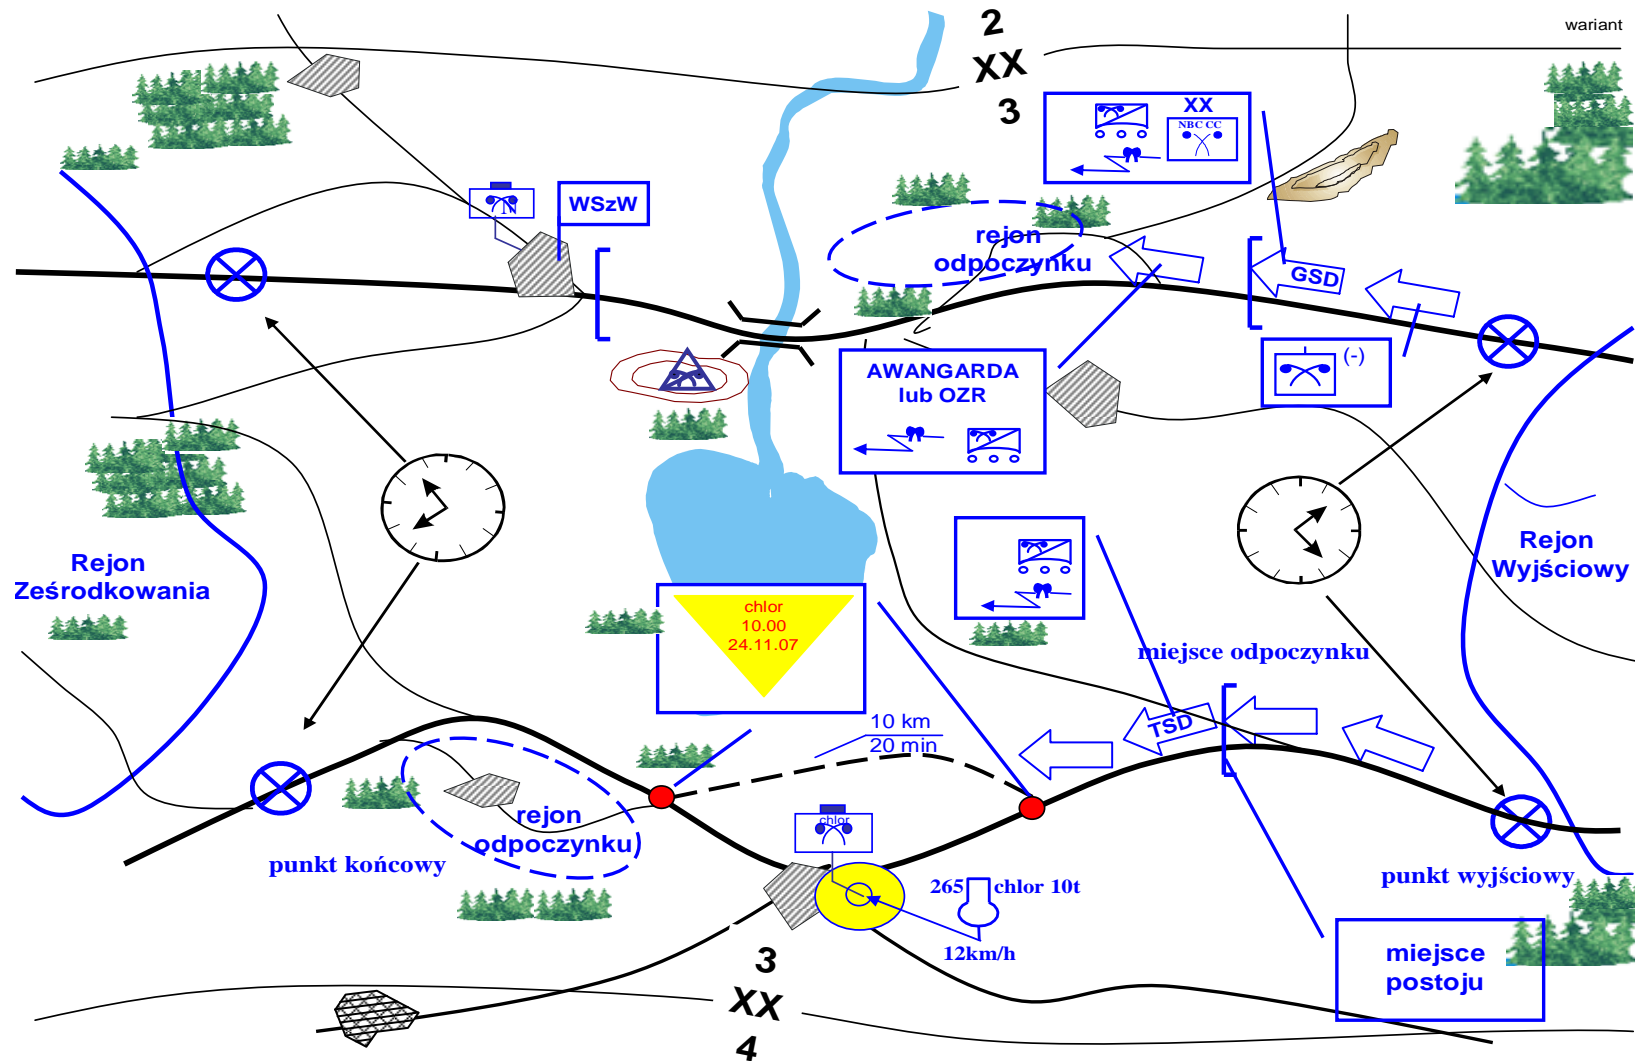 wariant
2
XX
3
XX
NBC CC
N
WSzW
rejon
odpoczynku
GSD
(-)
AWANGARDA
lub OZR
Rejon
Ześrodkowania
Rejon
Wyjściowy
chlor
10.00
24.11.07
miejsce odpoczynku
TSD
10 km
20 min
rejon
odpoczynku
punkt końcowy
chlor
265
chlor 10t
12km/h
punkt wyjściowy
miejsce
postoju
3
XX
4